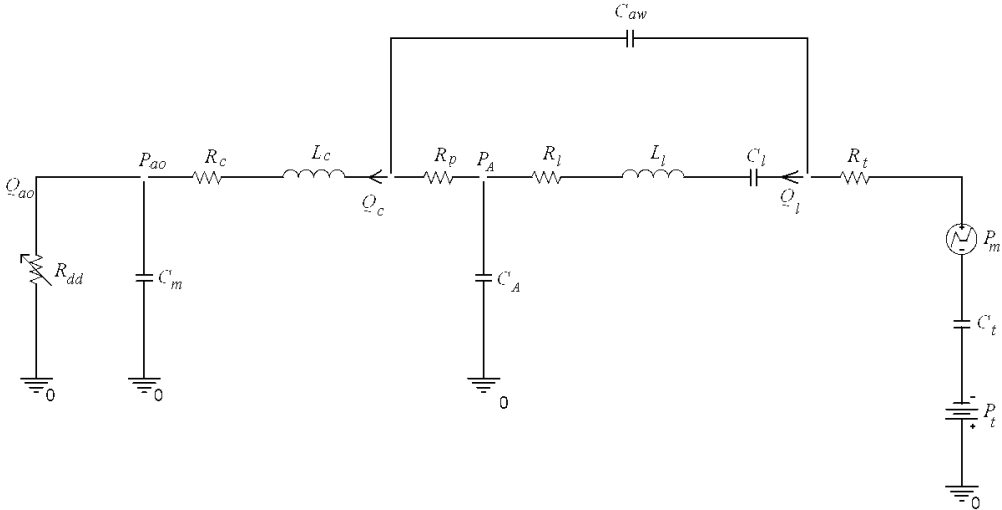 C_aw
P_ao R_c L_c R_p P_A R_l L_l C_l R_t
Q_ao Q_c Q_l
R_dd C_m C_A P_m
+
-
C_t
-
P_t
+
0 0 0
0